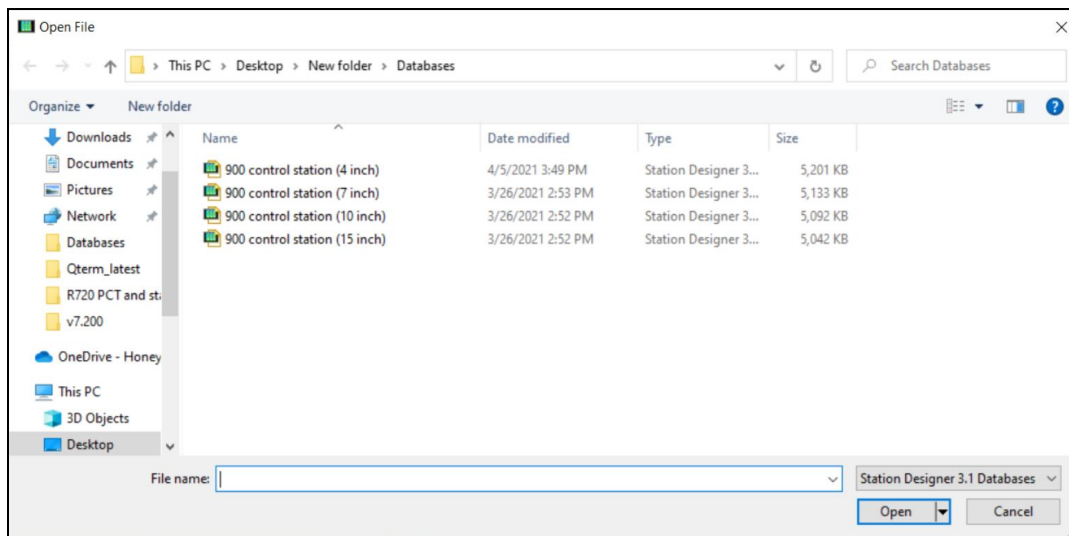 Open File
This PC > Desktop > New folder > Databases
Search Databases
Organize
New folder
Downloads
Documents
Pictures
Network
Databases
Qterm_latest
R720 PCT and st
v7.200
OneDrive - Honey
This PC
3D Objects
Desktop
Name Date modified Type Size
900 control station (4 inch) 4/5/2021 3:49 PM Station Designer 3... 5,201 KB
900 control station (7 inch) 3/26/2021 2:53 PM Station Designer 3... 5,133 KB
900 control station (10 inch) 3/26/2021 2:52 PM Station Designer 3... 5,092 KB
900 control station (15 inch) 3/26/2021 2:52 PM Station Designer 3... 5,042 KB
File name:
Station Designer 3.1 Databases
Open
Cancel